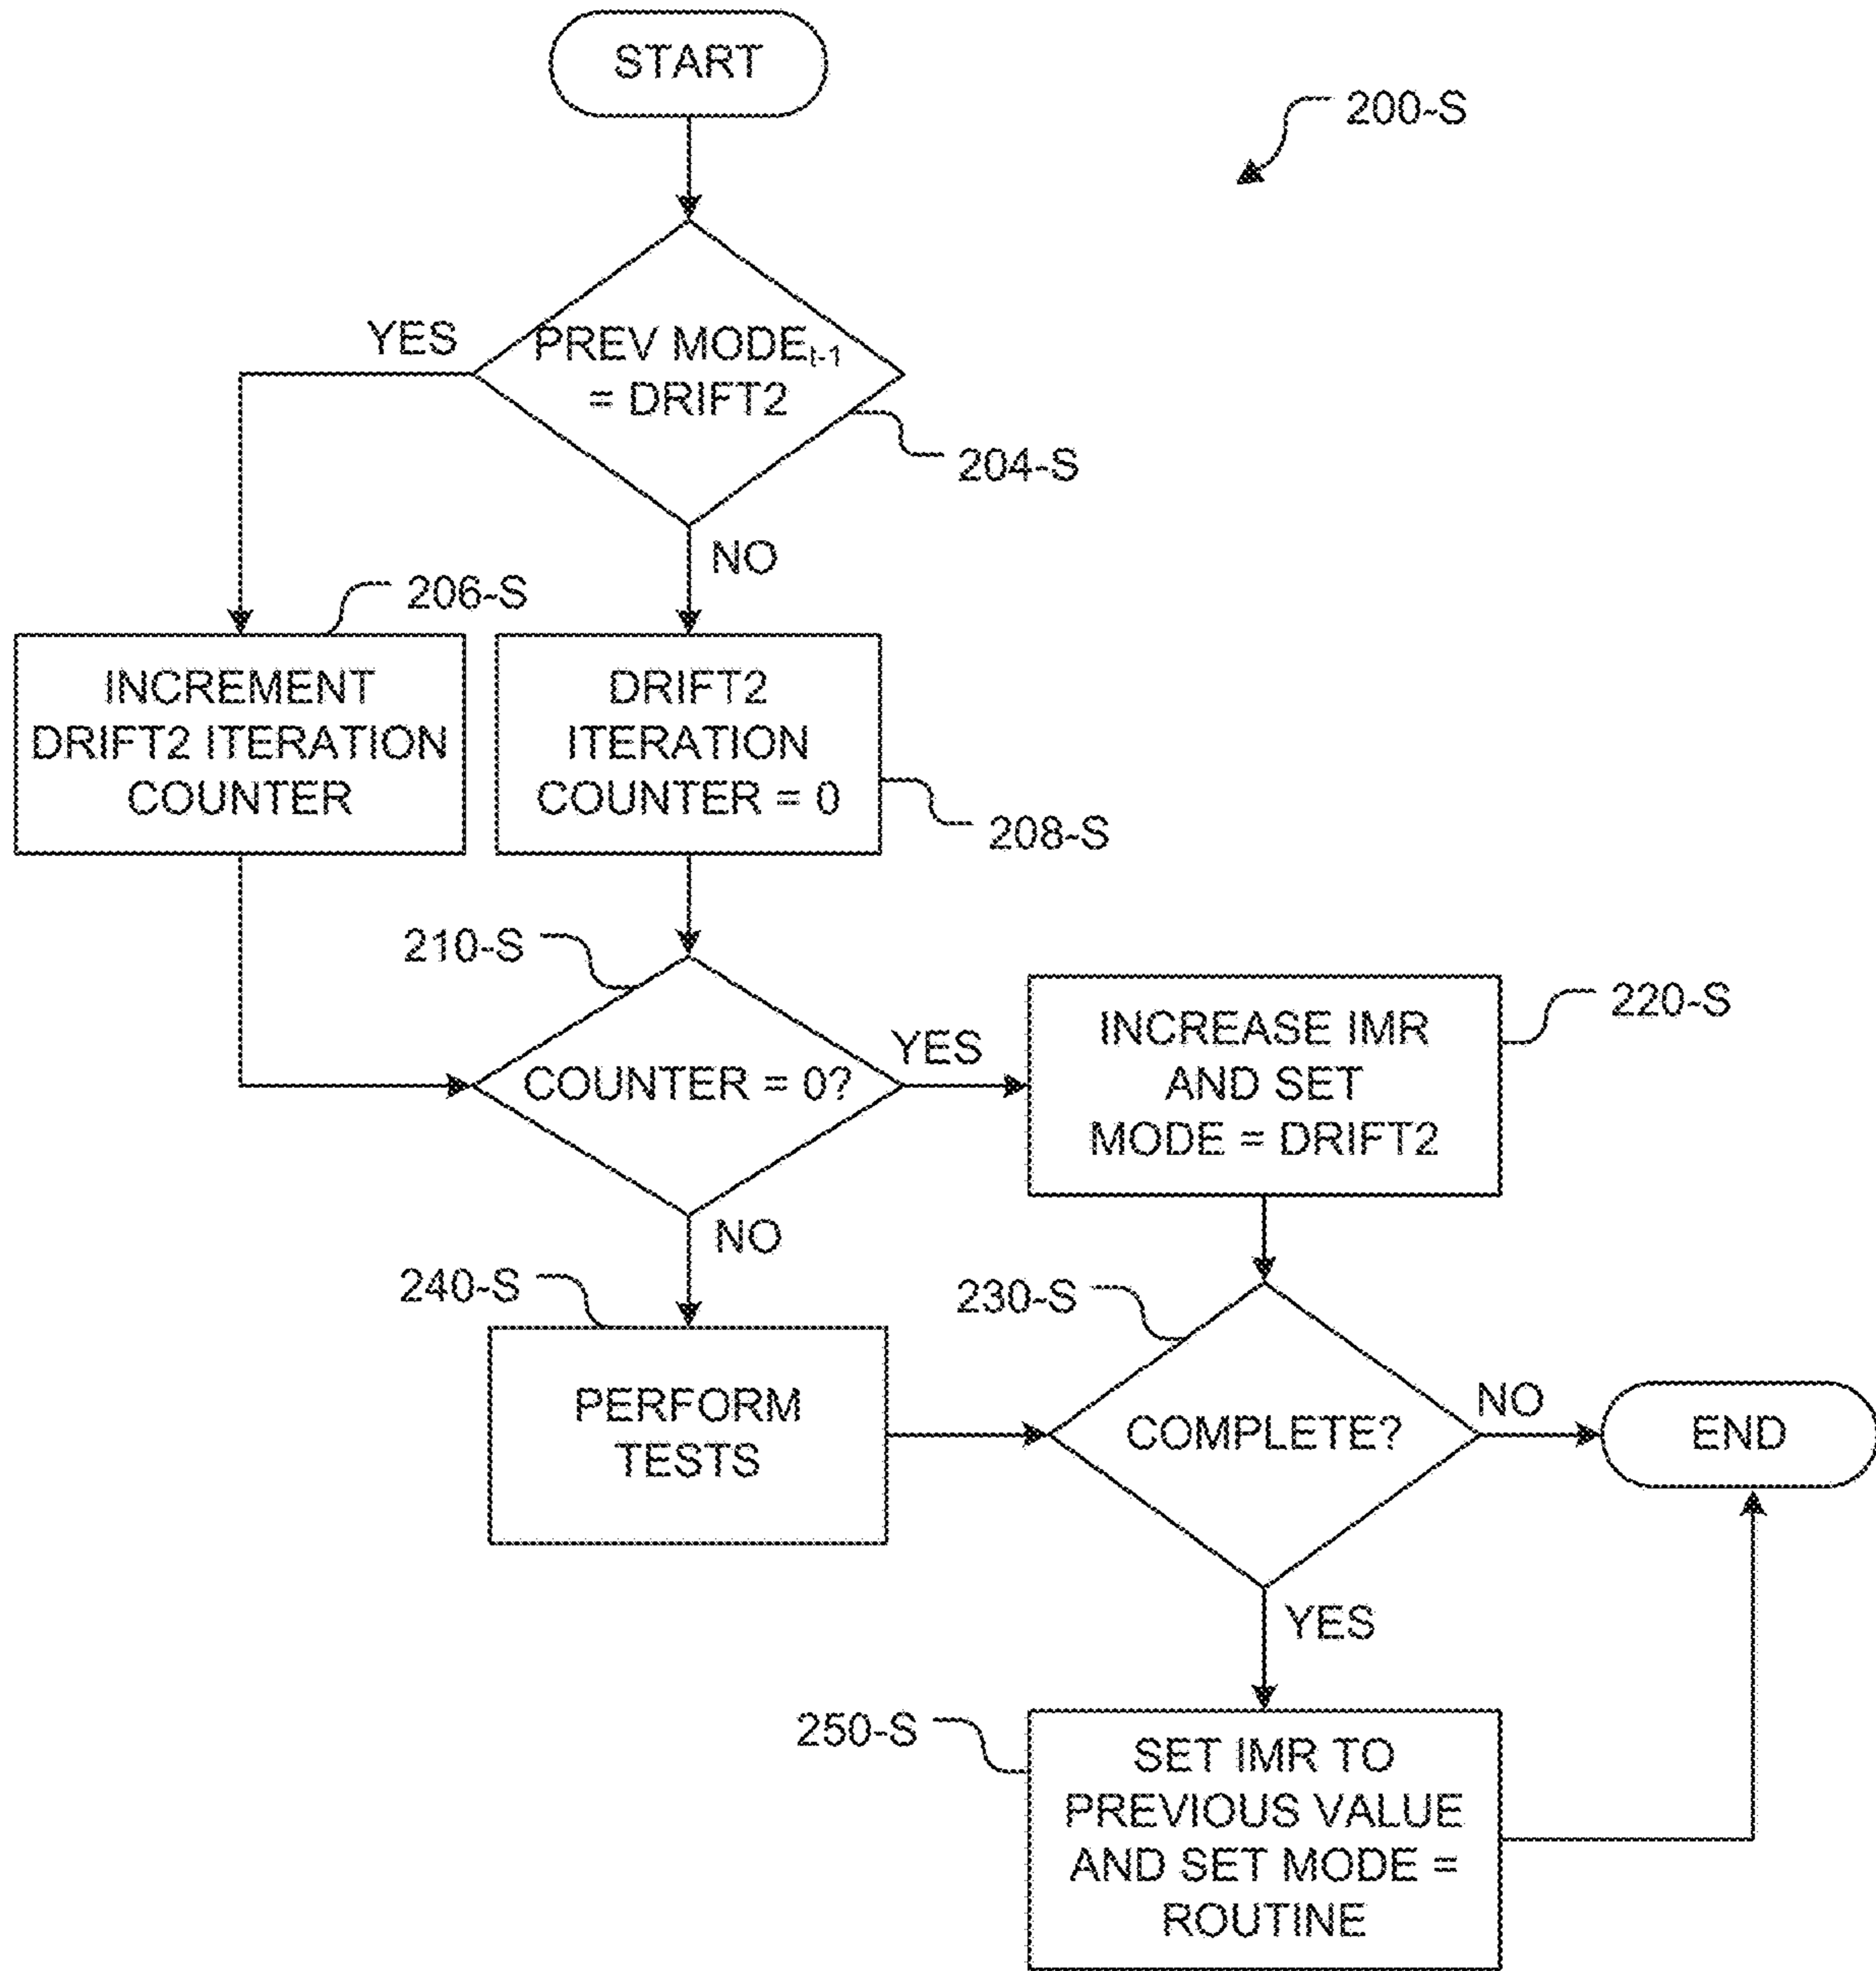 START
200-S
YES
PREV MODEt-1
= DRIFT2
204-S
NO
206-S
INCREMENT
DRIFT2 ITERATION
COUNTER
DRIFT2
ITERATION
COUNTER = 0
208-S
210-S
COUNTER = 0?
YES
INCREASE IMR
AND SET
MODE = DRIFT2
220-S
NO
240-S
PERFORM
TESTS
230-S
COMPLETE?
NO
END
YES
250-S
SET IMR TO
PREVIOUS VALUE
AND SET MODE =
ROUTINE